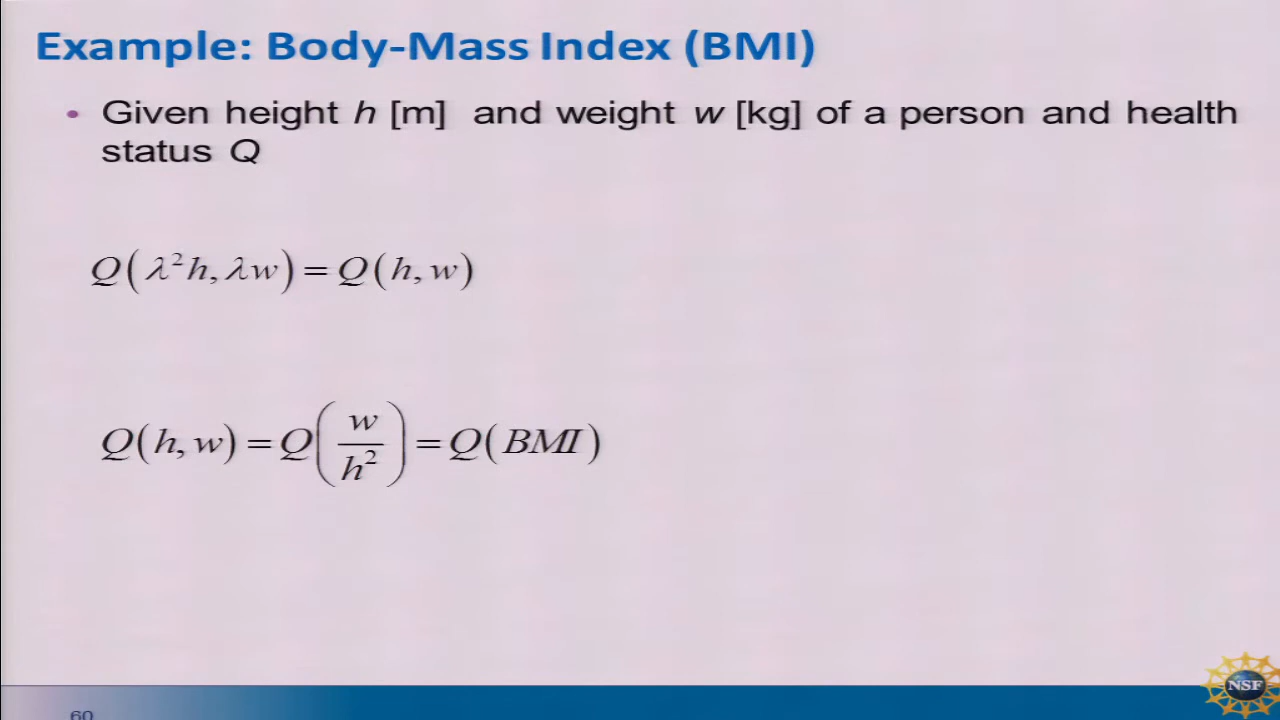 Example: Body-Mass Index (BMI)
• Given height h [m] and weight w [kg] of a person and health
status Q
Q(λ²h, λw) = Q(h, w)
Q(h, w) = Q(w/h²) = Q(BMI)
NSF
60